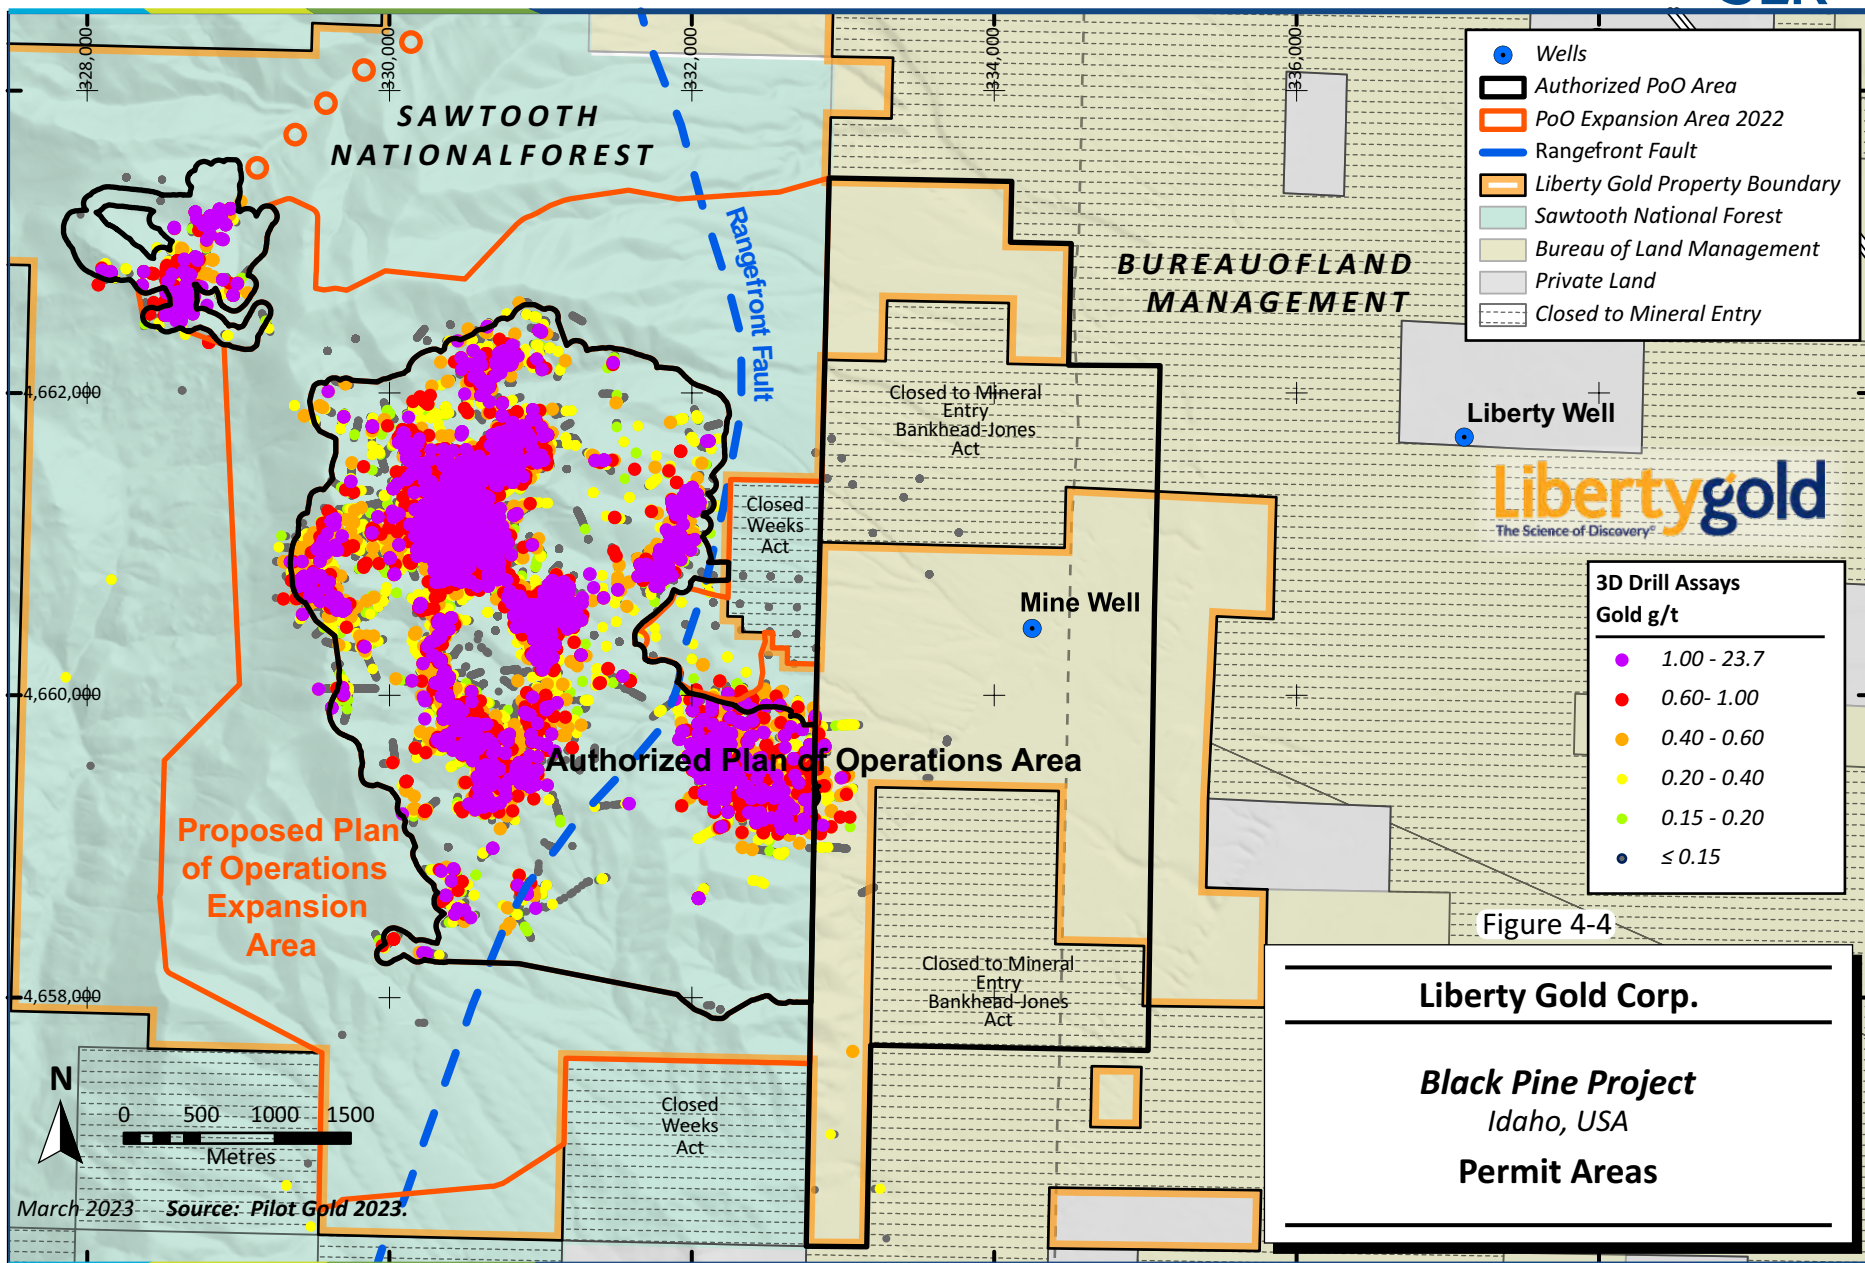 328,000
330,000
332,000
334,000
336,000
SAWTOOTH
NATIONALFOREST
Wells
Authorized PoO Area
PoO Expansion Area 2022
Rangefront Fault
Liberty Gold Property Boundary
Sawtooth National Forest
Bureau of Land Management
Private Land
Closed to Mineral Entry
Rangefront Fault
BUREAUOFLAND
MANAGEMENT
4,662,000
Closed to Mineral
Entry
Bankhead-Jones
Act
Liberty Well
Libertygold
The Science of Discovery©
Closed
Weeks
Act
Mine Well
3D Drill Assays
Gold g/t
1.00 - 23.7
0.60- 1.00
0.40 - 0.60
0.20 - 0.40
0.15 - 0.20
≤ 0.15
4,660,000
Authorized Plan of Operations Area
Proposed Plan
of Operations
Expansion
Area
Closed to Mineral
Entry
Bankhead-Jones
Act
4,658,000
Figure 4-4
Liberty Gold Corp.
Black Pine Project
Idaho, USA
Permit Areas
N
0 500 1000 1500
Metres
Closed
Weeks
Act
March 2023 Source: Pilot Gold 2023.